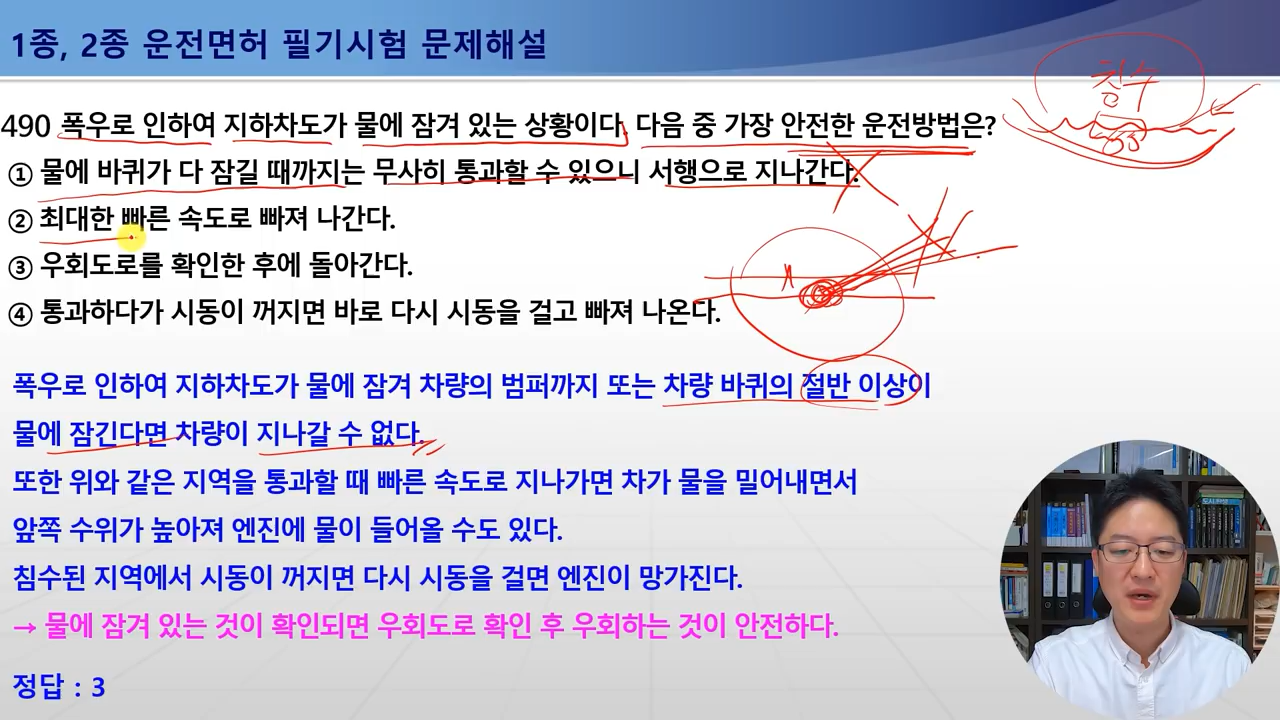 1종, 2종 운전면허 필기시험 문제해설
침수
490 폭우로 인하여 지하차도가 물에 잠겨 있는 상황이다. 다음 중 가장 안전한 운전방법은?
① 물에 바퀴가 다 잠길 때까지는 무사히 통과할 수 있으니 서행으로 지나간다.
② 최대한 빠른 속도로 빠져 나간다.
③ 우회도로를 확인한 후에 돌아간다.
④ 통과하다가 시동이 꺼지면 바로 다시 시동을 걸고 빠져 나온다.
폭우로 인하여 지하차도가 물에 잠겨 차량의 범퍼까지 또는 차량 바퀴의 절반 이상이
물에 잠긴다면 차량이 지나갈 수 없다.
또한 위와 같은 지역을 통과할 때 빠른 속도로 지나가면 차가 물을 밀어내면서
앞쪽 수위가 높아져 엔진에 물이 들어올 수도 있다.
침수된 지역에서 시동이 꺼지면 다시 시동을 걸면 엔진이 망가진다.
→ 물에 잠겨 있는 것이 확인되면 우회도로 확인 후 우회하는 것이 안전하다.
정답 : 3